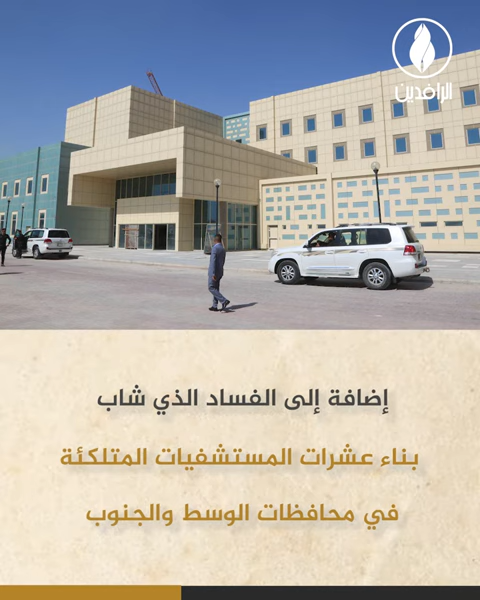 الرافدين
إضافة إلى الفساد الذي شاب
بناء عشرات المستشفيات المتلكئة
في محافظات الوسط والجنوب